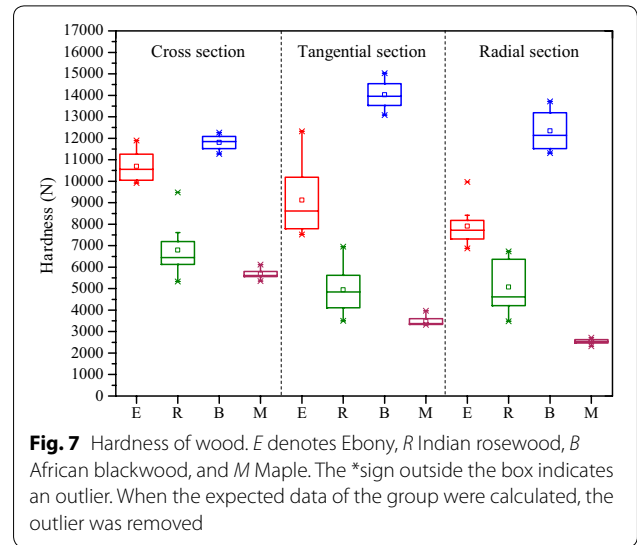 17000
16000
15000
14000
13000
12000
11000
10000
9000
8000
7000
6000
5000
4000
3000
2000
1000
0
Hardness (N)
Cross section Tangential section Radial section
E R B M E R B M E R B M
Fig. 7 Hardness of wood. E denotes Ebony, R Indian rosewood, B
African blackwood, and M Maple. The *sign outside the box indicates
an outlier. When the expected data of the group were calculated, the
outlier was removed